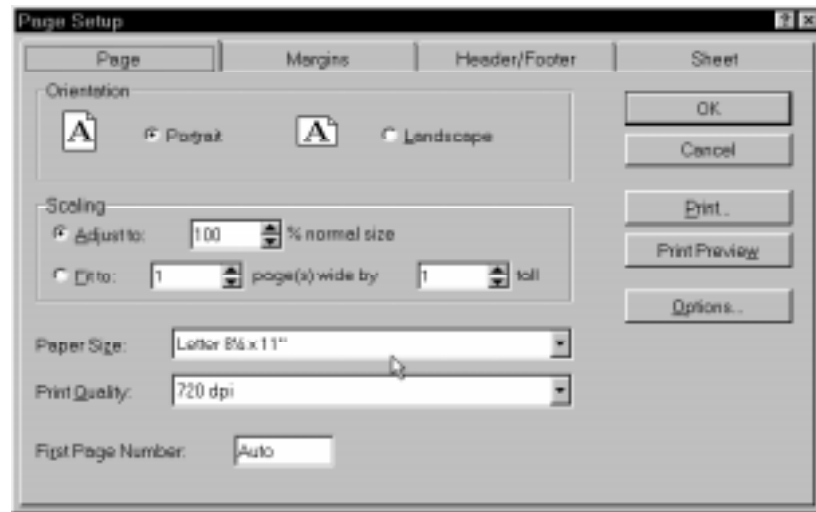 Page Setup
Page Margins Header/Footer Sheet
Orientation
A Portrait A Landscape
OK
Cancel
Scaling
Adjust to: 100 % normal size
Fit to: 1 page(s) wide by 1 tall
Print...
Print Preview
Options...
Paper Size: Letter 8½ x 11"
Print Quality: 720 dpi
First Page Number: Auto